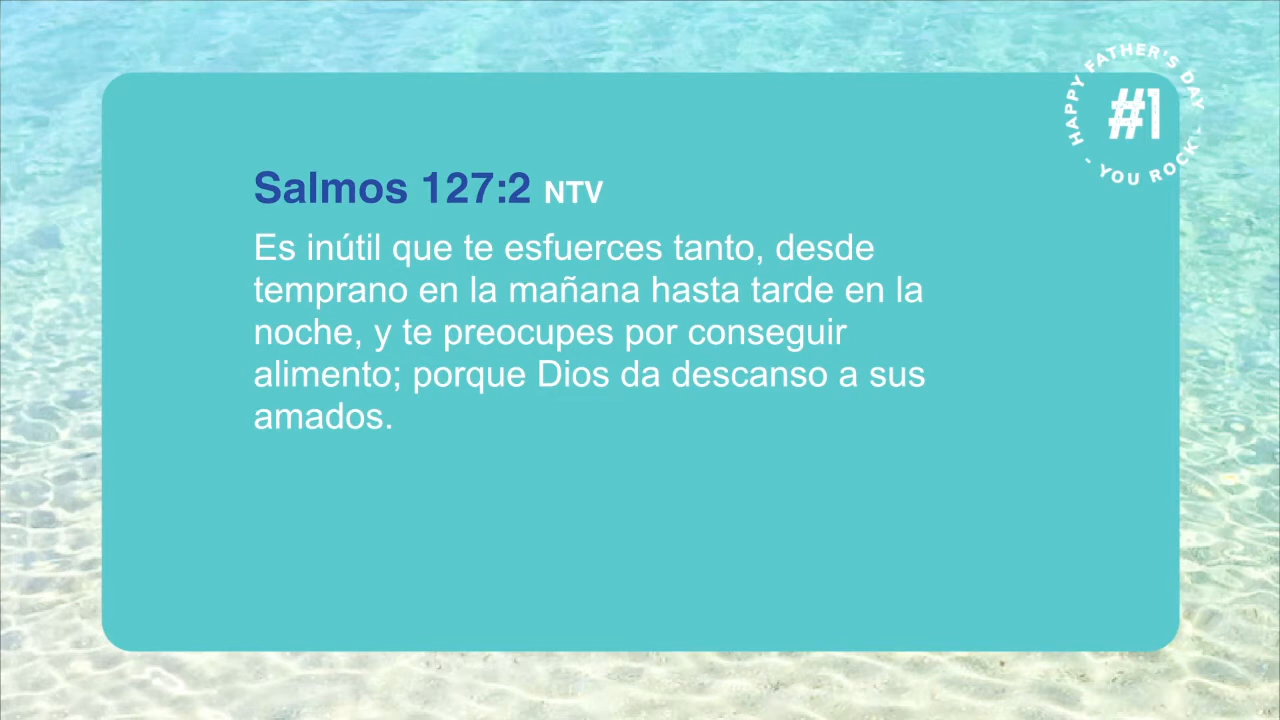 HAPPY FATHER'S DAY
#1
- YOU ROCK -
Salmos 127:2 NTV
Es inútil que te esfuerces tanto, desde
temprano en la mañana hasta tarde en la
noche, y te preocupes por conseguir
alimento; porque Dios da descanso a sus
amados.